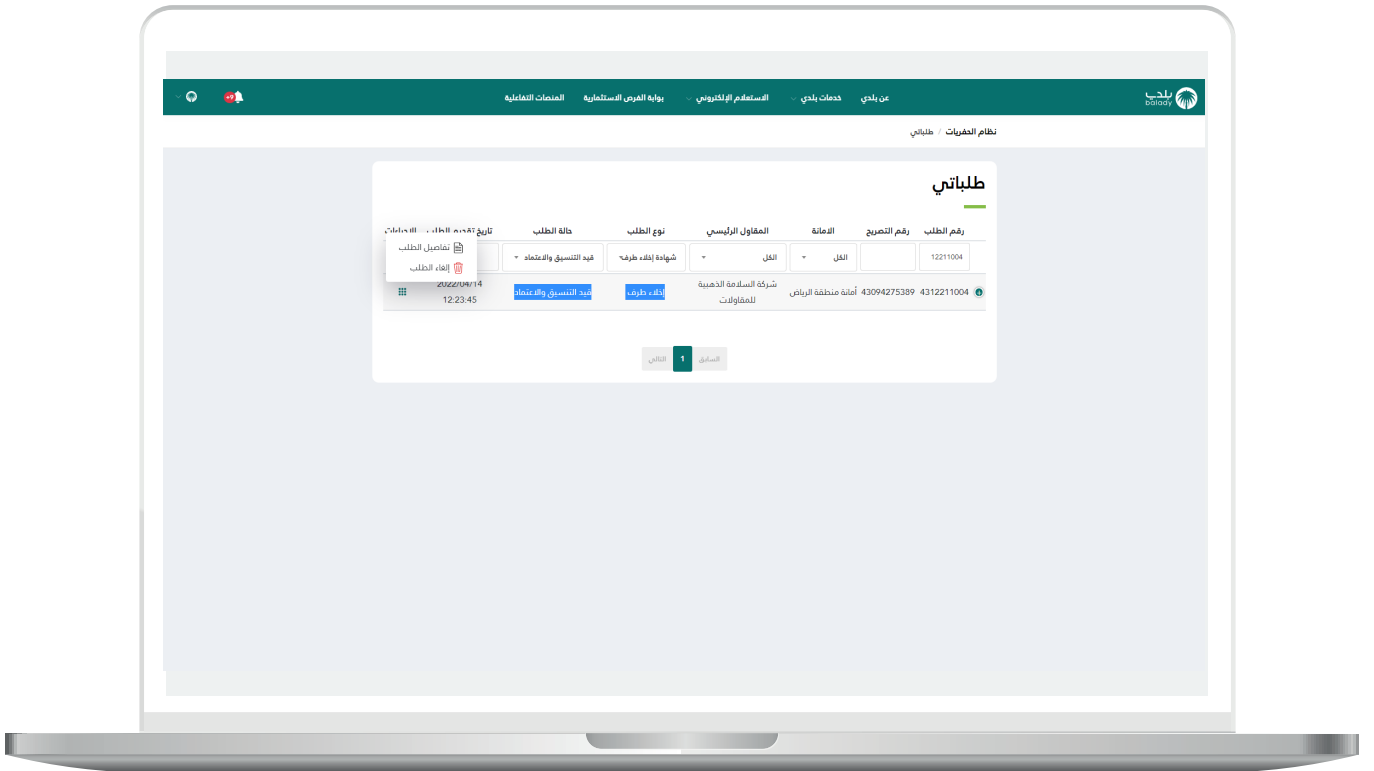 بلدي
balady
عن بلدي
خدمات بلدي
الاستعلام الإلكتروني
بوابة الفرص الاستثمارية
المنصات التفاعلية
+9
نظام الحفريات / طلباتي
طلباتي
رقم الطلب رقم التصريح الامانة المقاول الرئيسي نوع الطلب حالة الطلب تاريخ تقديم الطلب الإجراءات
12211004 الكل الكل شهادة إخلاء طرف قيد التنسيق والاعتماد
تفاصيل الطلب
إلغاء الطلب
4312211004 43094275389 أمانة منطقة الرياض شركة السلامة الذهبية للمقاولات إخلاء طرف قيد التنسيق والاعتماد 2022/04/14 12:23:45
السابق 1 التالي